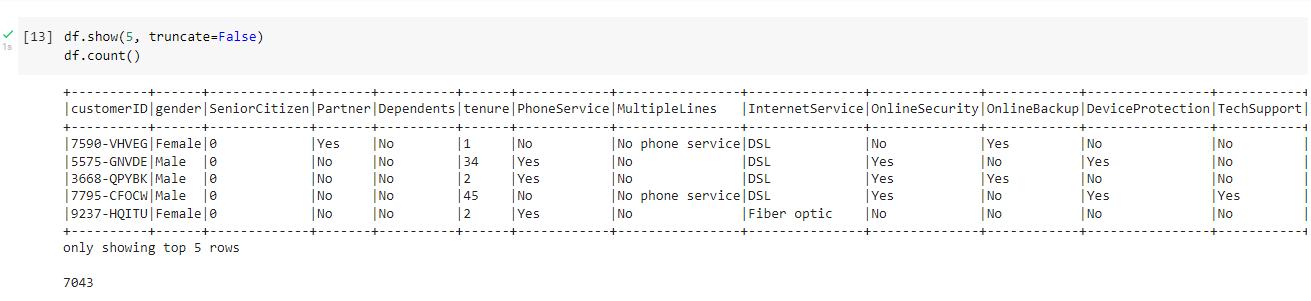 [13] df.show(5, truncate=False)
df.count()
1s
+----------+------+-------------+-------+----------+------+------------+----------------+---------------+--------------+------------+----------------+-----------+
|customerID|gender|SeniorCitizen|Partner|Dependents|tenure|PhoneService|MultipleLines   |InternetService|OnlineSecurity|OnlineBackup|DeviceProtection|TechSupport|
+----------+------+-------------+-------+----------+------+------------+----------------+---------------+--------------+------------+----------------+-----------+
|7590-VHVEG|Female|0            |Yes    |No        |1     |No          |No phone service|DSL            |No            |Yes         |No              |No         |
|5575-GNVDE|Male  |0            |No     |No        |34    |Yes         |No              |DSL            |Yes           |No          |Yes             |No         |
|3668-QPYBK|Male  |0            |No     |No        |2     |Yes         |No              |DSL            |Yes           |Yes         |No              |No         |
|7795-CFOCW|Male  |0            |No     |No        |45    |No          |No phone service|DSL            |Yes           |No          |Yes             |Yes        |
|9237-HQITU|Female|0            |No     |No        |2     |Yes         |No              |Fiber optic    |No            |No          |No              |No         |
+----------+------+-------------+-------+----------+------+------------+----------------+---------------+--------------+------------+----------------+-----------+
only showing top 5 rows
7043